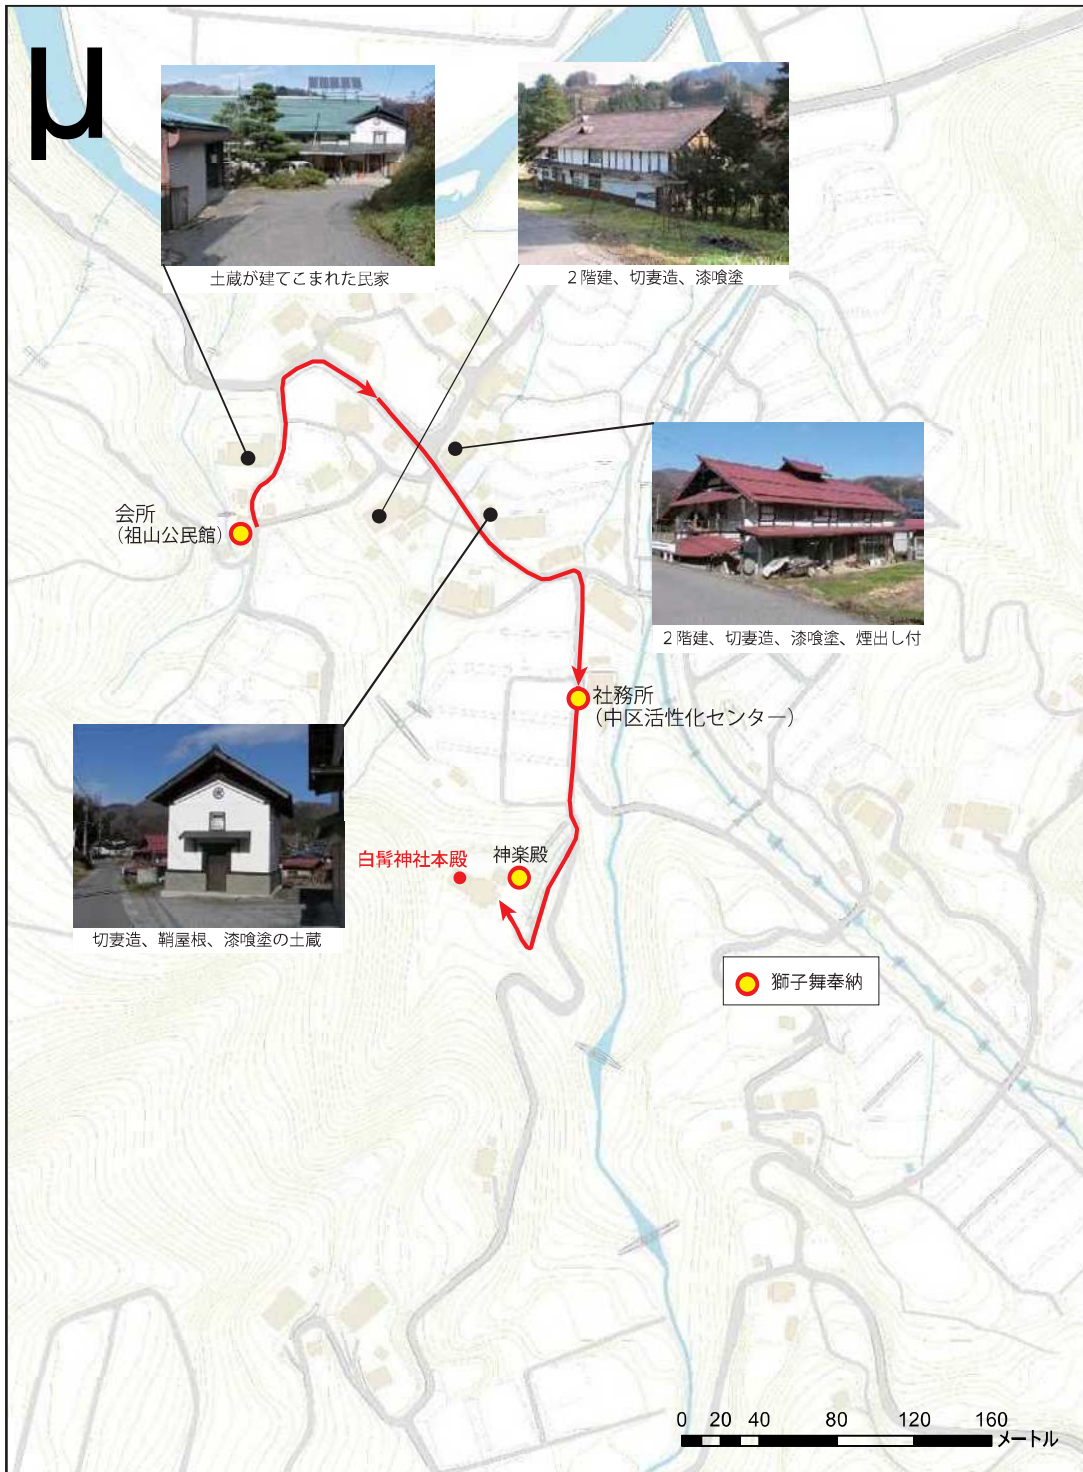 μ
土蔵が建てこまれた民家
２階建、切妻造、漆喰塗
会所
（祖山公民館）
２階建、切妻造、漆喰塗、煙出し付
社務所
（中区活性化センター）
白髯神社本殿
神楽殿
切妻造、鞘屋根、漆喰塗の土蔵
獅子舞奉納
0 20 40 80 120 160
メートル